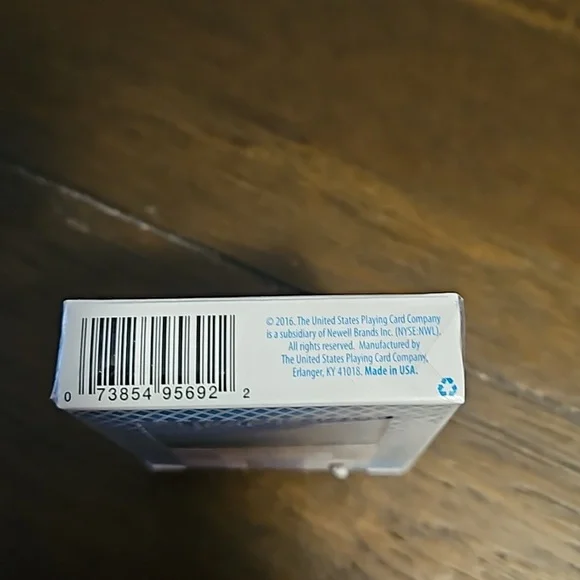 0 73854 95692 2
© 2016. The United States Playing Card Company
is a subsidiary of Newell Brands Inc. (NYSE:NWL).
All rights reserved. Manufactured by
The United States Playing Card Company,
Erlanger, KY 41018. Made in USA.